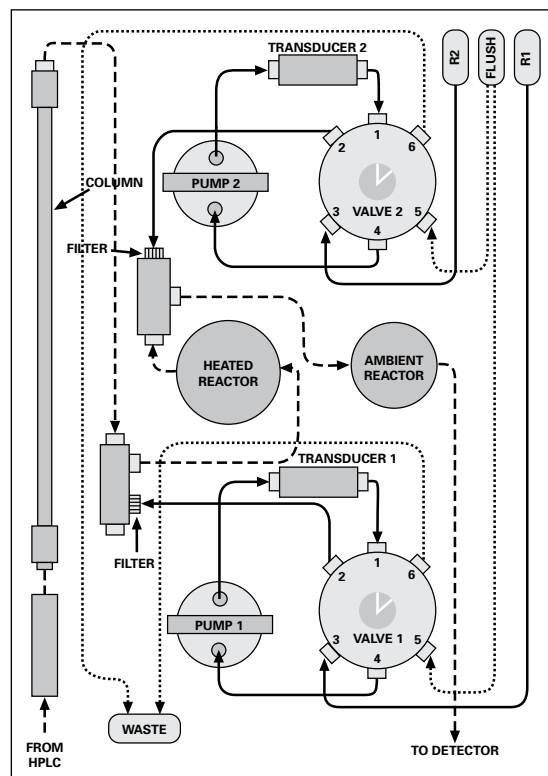 TRANSDUCER 2
R2
FLUSH
R1
1
2
6
PUMP 2
COLUMN
VALVE 2
3
5
4
FILTER
HEATED
REACTOR
AMBIENT
REACTOR
TRANSDUCER 1
1
2
6
FILTER
PUMP 1
VALVE 1
3
5
4
WASTE
FROM
HPLC
TO DETECTOR